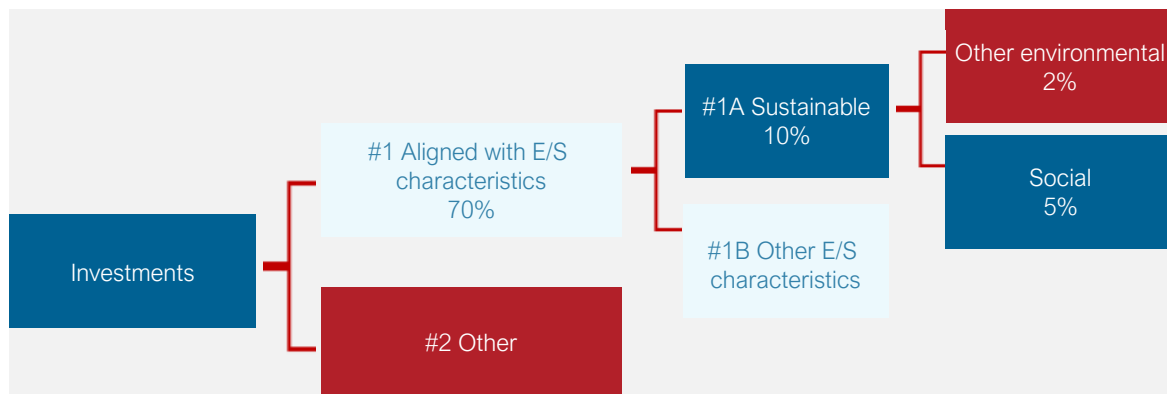 Investments
#1 Aligned with E/S
characteristics
70%
#2 Other
#1A Sustainable
10%
#1B Other E/S
characteristics
Other environmental
2%
Social
5%